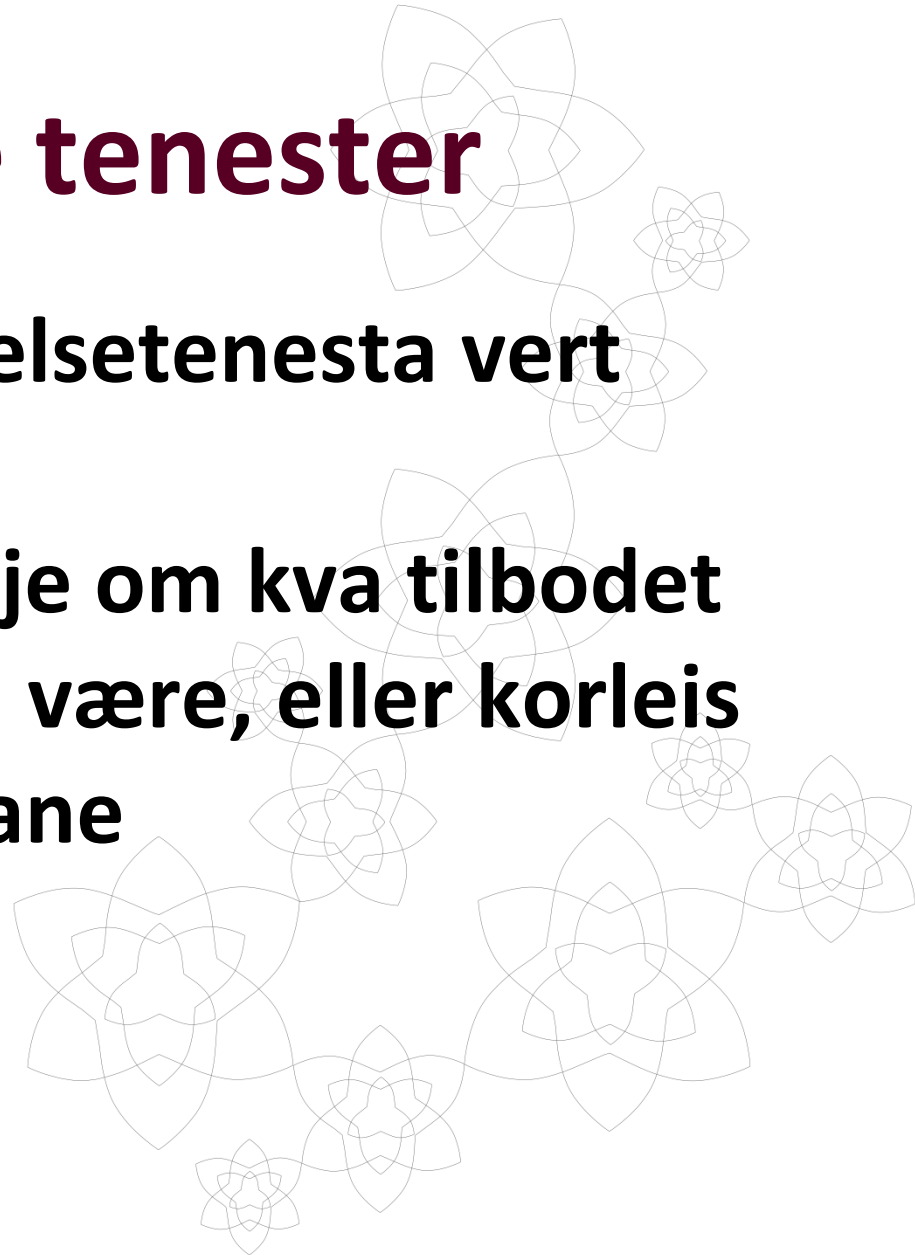 tenester
elsetenesta vert
je om kva tilbodet
være, eller korleis
ane